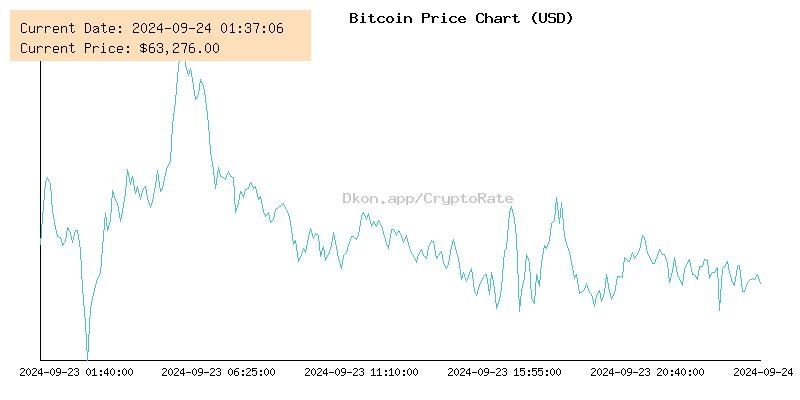 Bitcoin Price Chart (USD)
Current Date: 2024-09-24 01:37:06
Current Price: $63,276.00
Dkon.app/CryptoRate
2024-09-23 01:40:00 2024-09-23 06:25:00 2024-09-23 11:10:00 2024-09-23 15:55:00 2024-09-23 20:40:00 2024-09-24